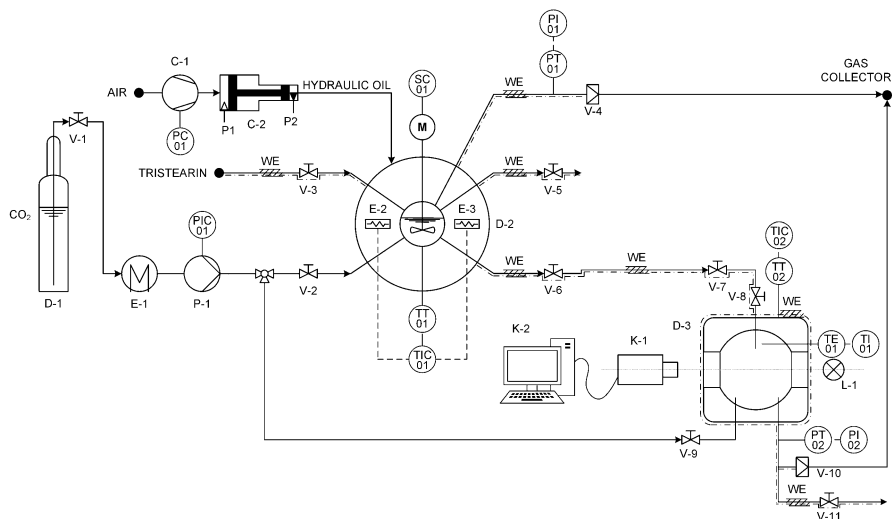 PI
01
PT
01
GAS
COLLECTOR
C-1
SC
01
WE
HYDRAULIC OIL
AIR
V-4
C-2
P1
P2
PC
01
M
V-1
WE
WE
TRISTEARIN
V-3
V-5
CO₂
E-2
E-3
D-2
PIC
01
TIC
02
WE
WE
TT
02
V-2
V-6
V-7
V-8
WE
D-1
E-1
P-1
TT
01
D-3
K-2
K-1
TE
01
TI
01
TIC
01
L-1
PT
02
PI
02
V-9
V-10
WE
V-11